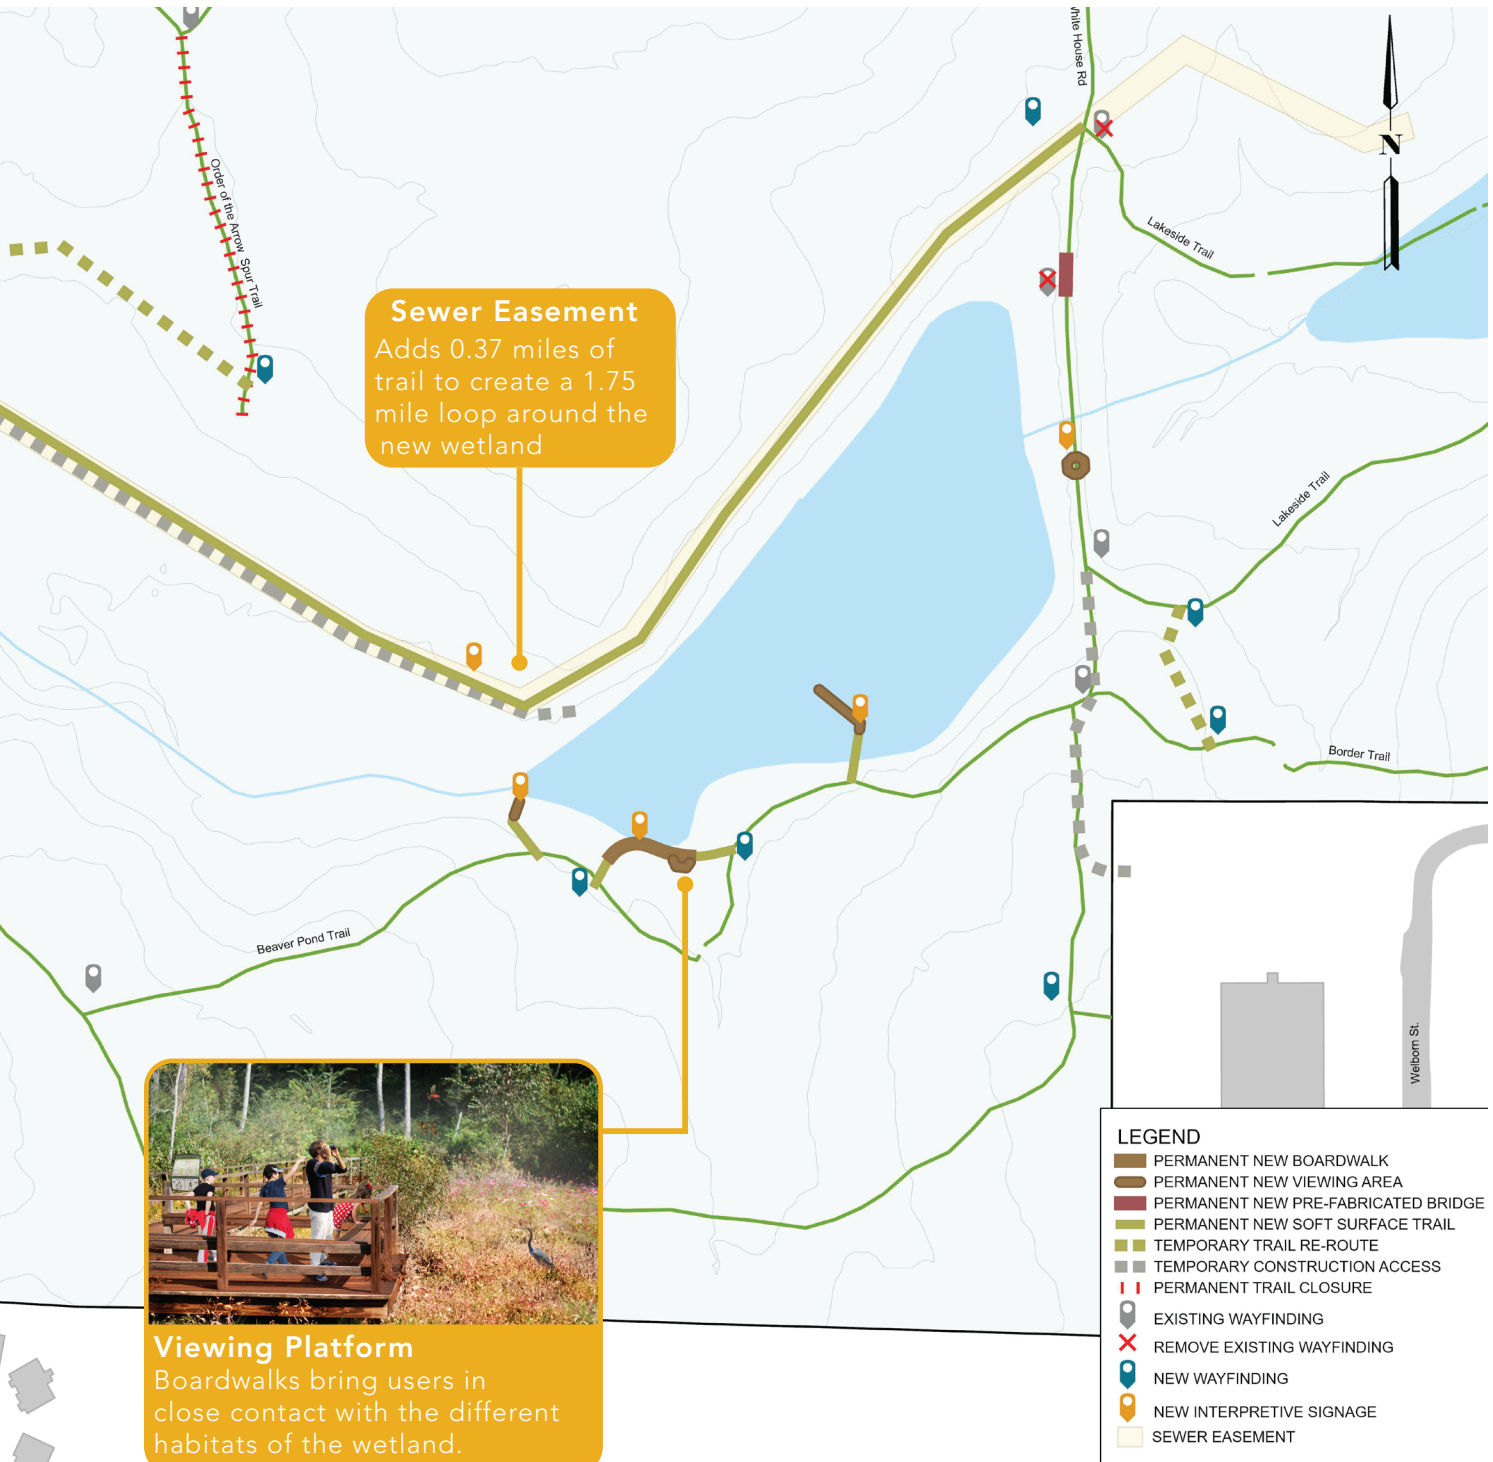 White House Rd
N
Order of the Arrow Spur Trail
Lakeside Trail
Sewer Easement
Adds 0.37 miles of
trail to create a 1.75
mile loop around the
new wetland
Lakeside Trail
Border Trail
Beaver Pond Trail
Welborn St.
Viewing Platform
Boardwalks bring users in
close contact with the different
habitats of the wetland.
LEGEND
PERMANENT NEW BOARDWALK
PERMANENT NEW VIEWING AREA
PERMANENT NEW PRE-FABRICATED BRIDGE
PERMANENT NEW SOFT SURFACE TRAIL
TEMPORARY TRAIL RE-ROUTE
TEMPORARY CONSTRUCTION ACCESS
PERMANENT TRAIL CLOSURE
EXISTING WAYFINDING
REMOVE EXISTING WAYFINDING
NEW WAYFINDING
NEW INTERPRETIVE SIGNAGE
SEWER EASEMENT